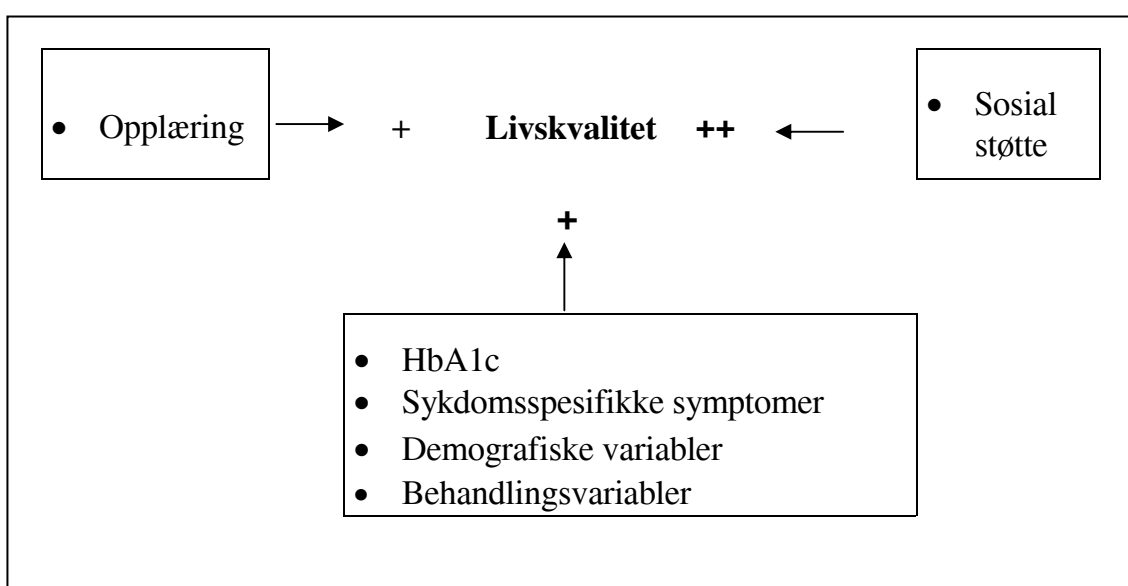 • Opplæring
+ Livskvalitet ++
• Sosial
støtte
+
• HbA1c
• Sykdomsspesifikke symptomer
• Demografiske variabler
• Behandlingsvariabler